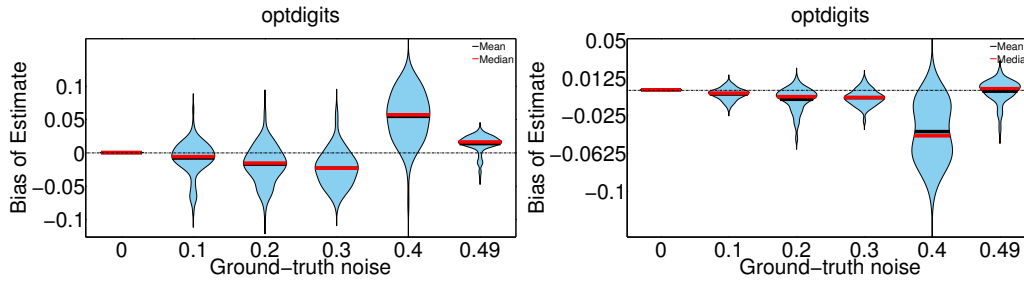 optdigits
Mean
Median
0.1
0.05
0
−0.05
−0.1
Bias of Estimate
0 0.1 0.2 0.3 0.4 0.49
Ground−truth noise
optdigits
Mean
Median
0.05
0.0125
−0.025
−0.0625
−0.1
Bias of Estimate
0 0.1 0.2 0.3 0.4 0.49
Ground−truth noise